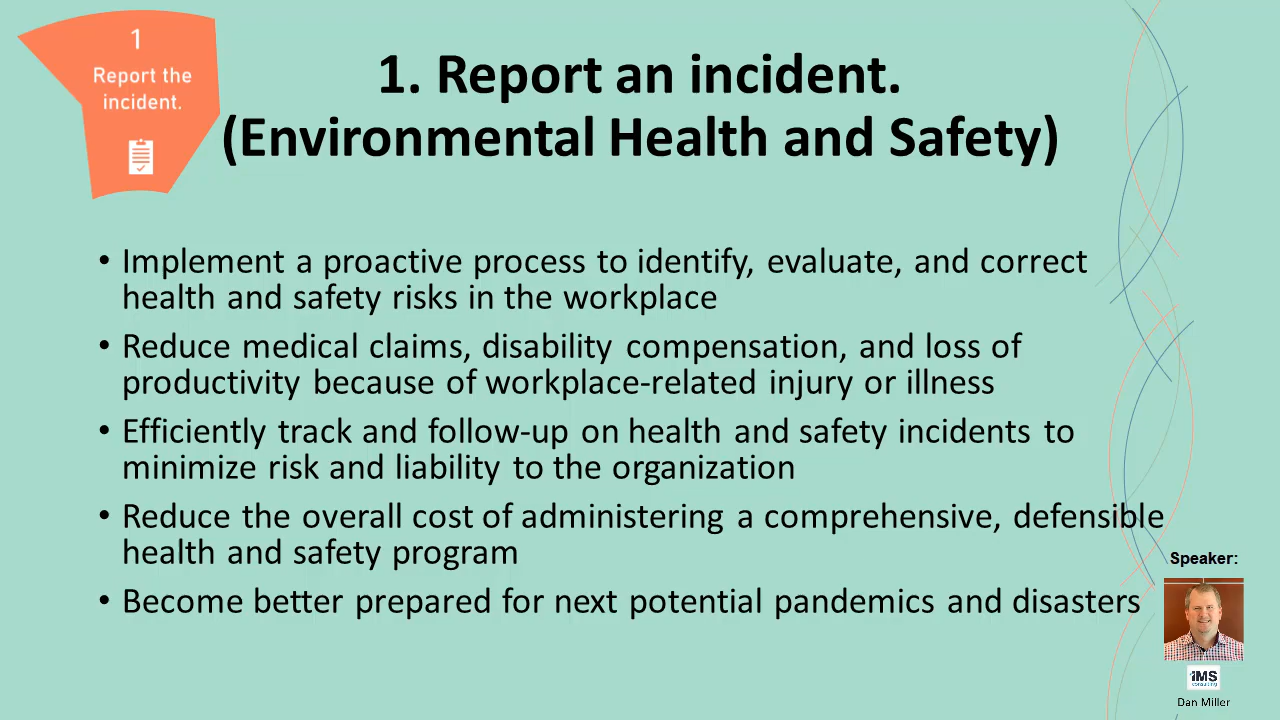 1
Report the
incident.
1. Report an incident.
(Environmental Health and Safety)
• Implement a proactive process to identify, evaluate, and correct
health and safety risks in the workplace
• Reduce medical claims, disability compensation, and loss of
productivity because of workplace-related injury or illness
• Efficiently track and follow-up on health and safety incidents to
minimize risk and liability to the organization
• Reduce the overall cost of administering a comprehensive, defensible
health and safety program
• Become better prepared for next potential pandemics and disasters
Speaker:
iMS
consulting
Dan Miller